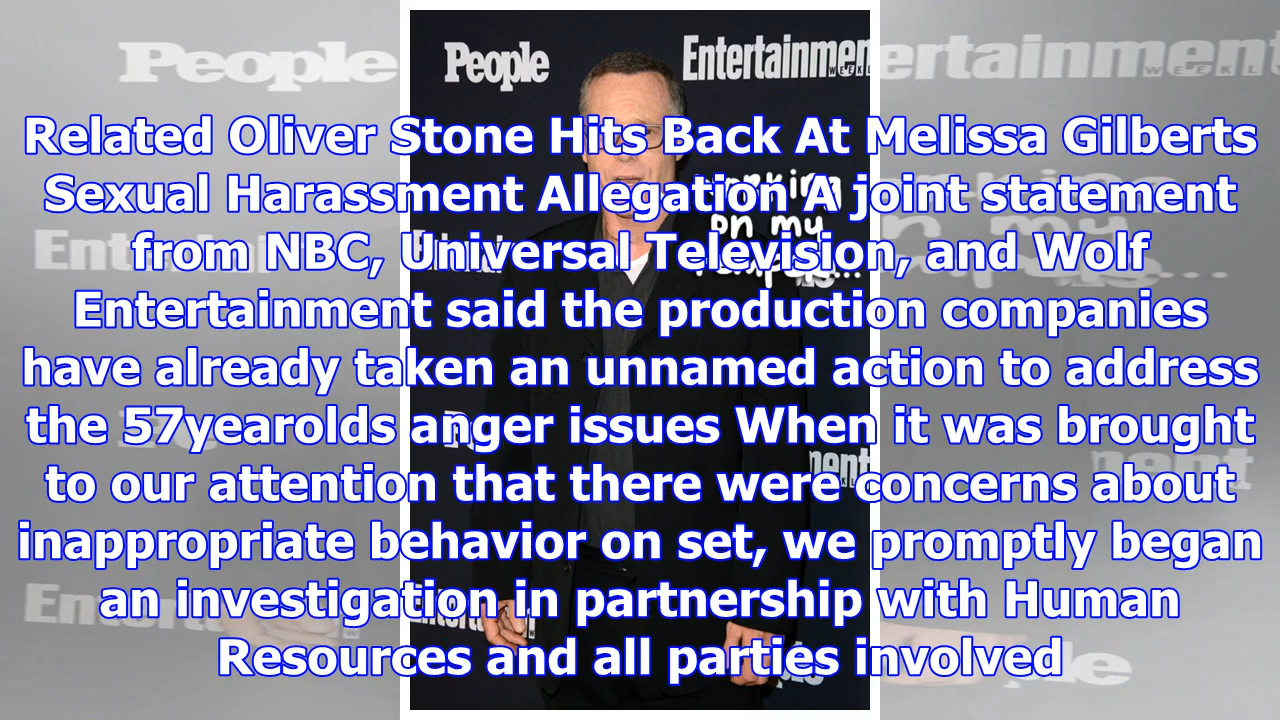 People
Entertainment
WEEKLY
Related Oliver Stone Hits Back At Melissa Gilberts
Sexual Harassment Allegation A joint statement
from NBC, Universal Television, and Wolf
Entertainment said the production companies
have already taken an unnamed action to address
the 57yearolds anger issues When it was brought
to our attention that there were concerns about
inappropriate behavior on set, we promptly began
an investigation in partnership with Human
Resources and all parties involved